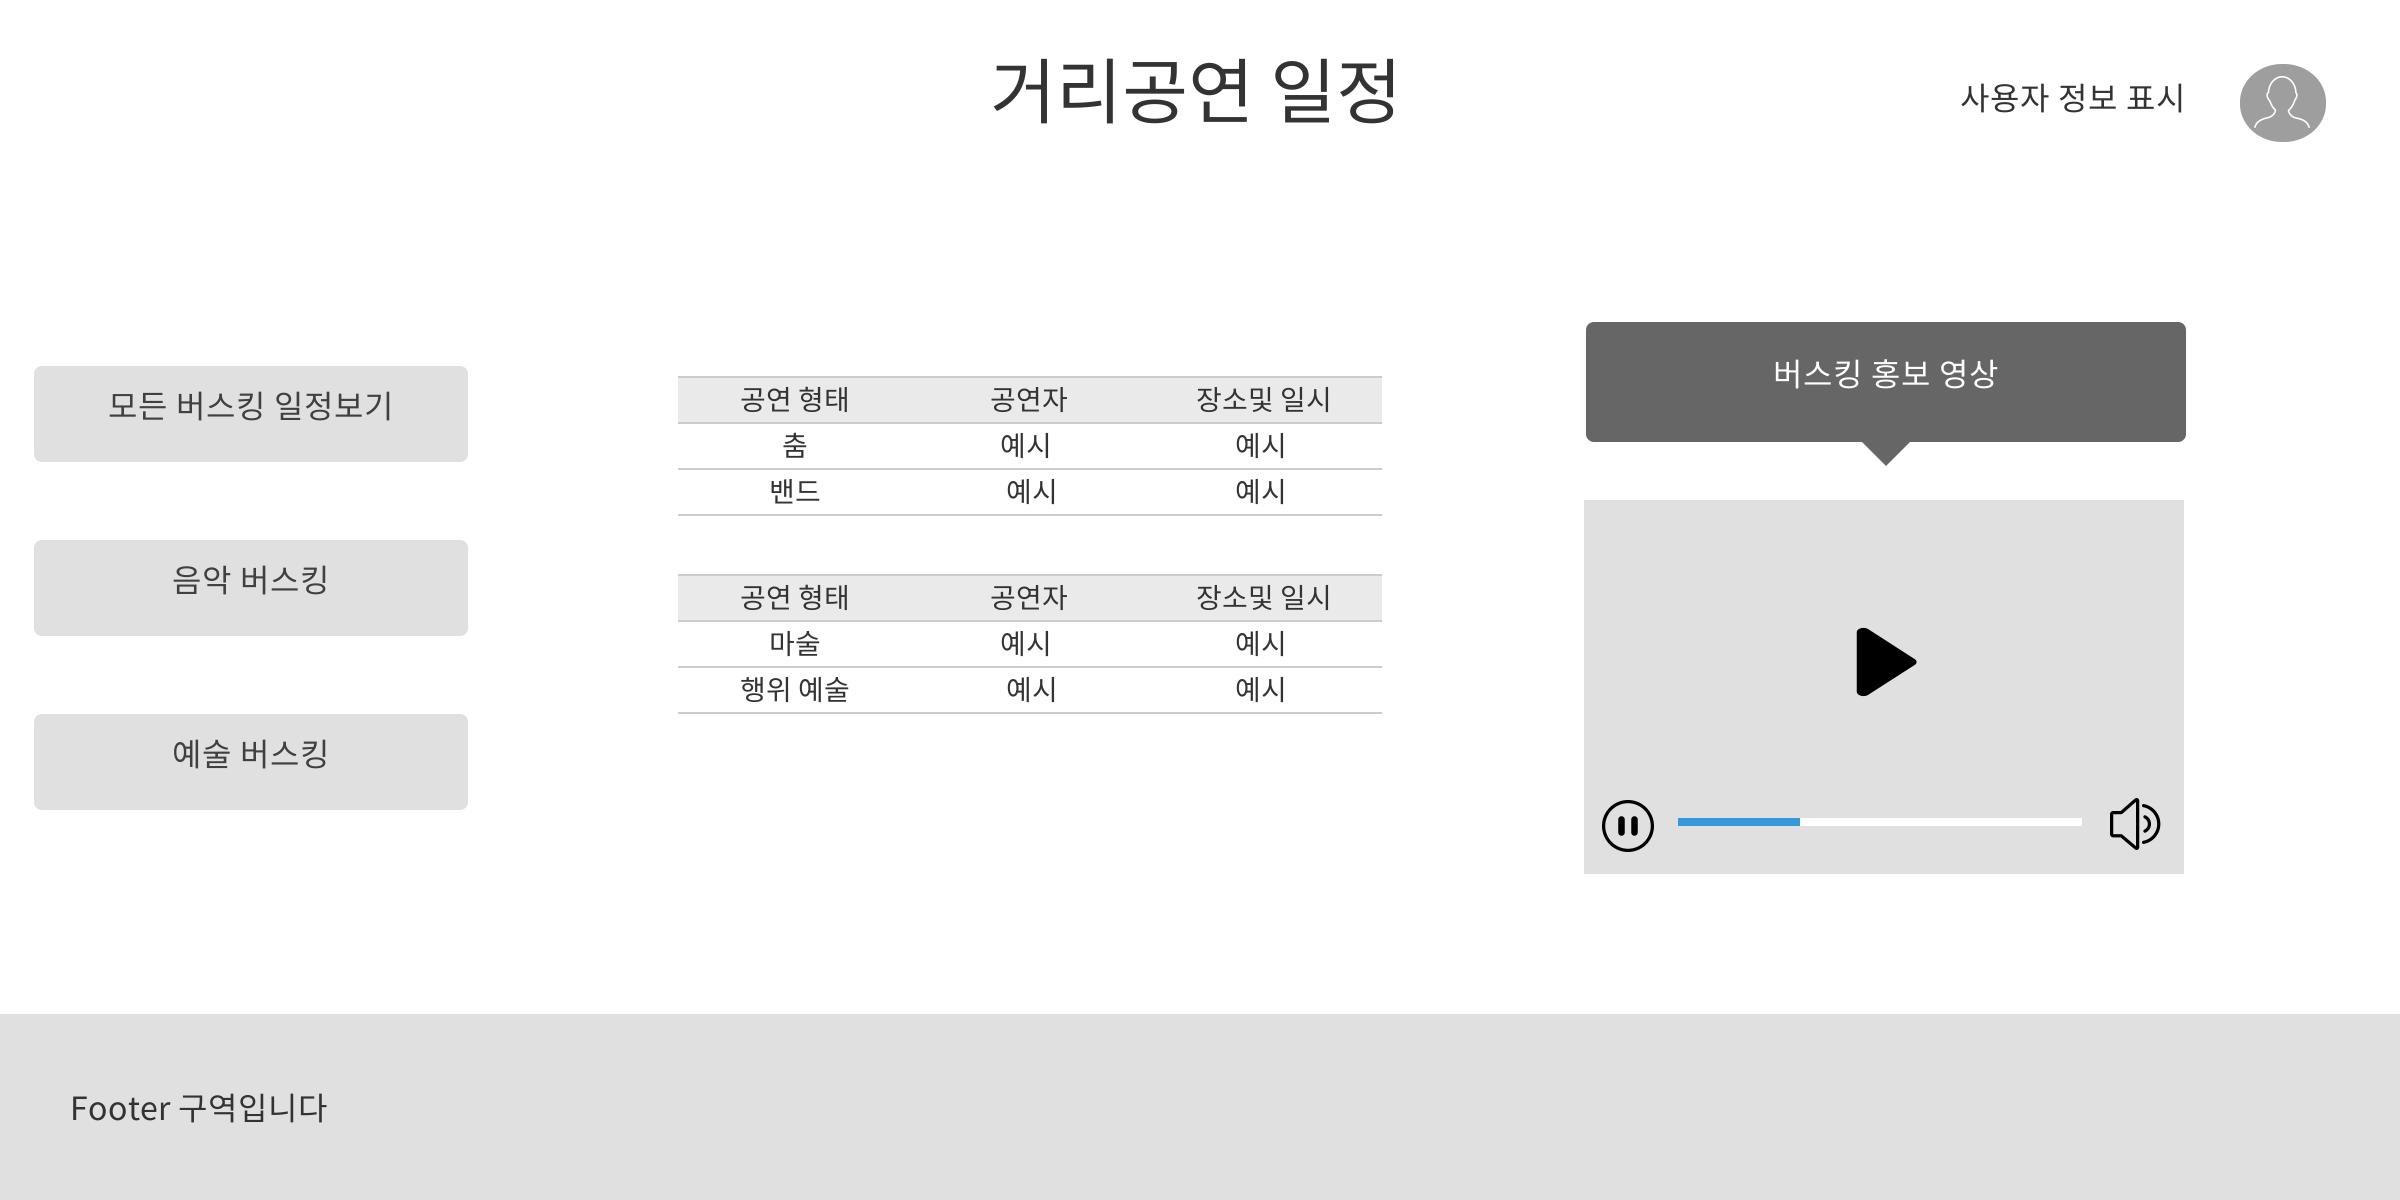 거리공연 일정
사용자 정보 표시
모든 버스킹 일정보기
음악 버스킹
예술 버스킹
공연 형태 공연자 장소및 일시
춤 예시 예시
밴드 예시 예시
공연 형태 공연자 장소및 일시
마술 예시 예시
행위 예술 예시 예시
버스킹 홍보 영상
Footer 구역입니다